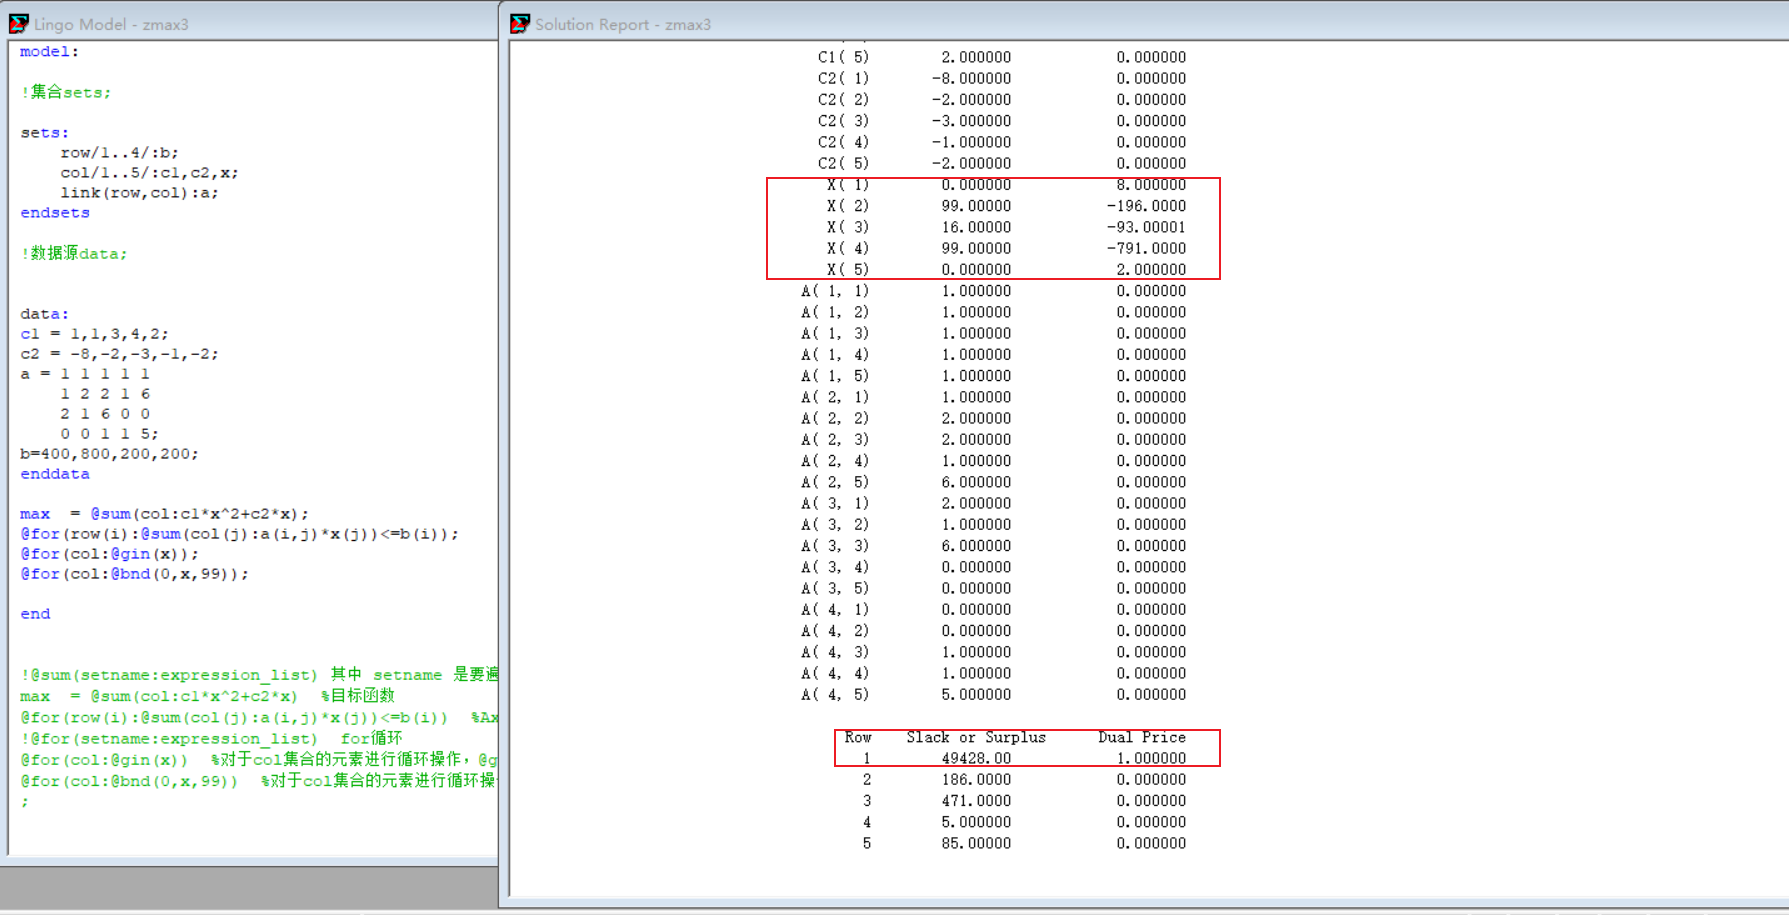 Lingo Model - zmax3
model:
!集合sets;
sets:
row/1..4/:b;
col/1..5/:c1,c2,x;
link(row,col):a;
endsets
!数据源data;
data:
c1 = 1,1,3,4,2;
c2 = -8,-2,-3,-1,-2;
a = 1 1 1 1 1
1 2 2 1 6
2 1 6 0 0
0 0 1 1 5;
b=400,800,200,200;
enddata
max = @sum(col:c1*x^2+c2*x);
@for(row(i):@sum(col(j):a(i,j)*x(j))<=b(i));
@for(col:@gin(x));
@for(col:@bnd(0,x,99));
end
!@sum(setname:expression_list) 其中 setname 是要遍
max = @sum(col:c1*x^2+c2*x) %目标函数
@for(row(i):@sum(col(j):a(i,j)*x(j))<=b(i)) %Ax
!@for(setname:expression_list) for循环
@for(col:@gin(x)) %对于col集合的元素进行循环操作，@g
@for(col:@bnd(0,x,99)) %对于col集合的元素进行循环操
;
Solution Report - zmax3
C1( 5) 2.000000 0.000000
C2( 1) -8.000000 0.000000
C2( 2) -2.000000 0.000000
C2( 3) -3.000000 0.000000
C2( 4) -1.000000 0.000000
C2( 5) -2.000000 0.000000
X( 1) 0.000000 8.000000
X( 2) 99.00000 -196.0000
X( 3) 16.00000 -93.00001
X( 4) 99.00000 -791.0000
X( 5) 0.000000 2.000000
A( 1, 1) 1.000000 0.000000
A( 1, 2) 1.000000 0.000000
A( 1, 3) 1.000000 0.000000
A( 1, 4) 1.000000 0.000000
A( 1, 5) 1.000000 0.000000
A( 2, 1) 1.000000 0.000000
A( 2, 2) 2.000000 0.000000
A( 2, 3) 2.000000 0.000000
A( 2, 4) 1.000000 0.000000
A( 2, 5) 6.000000 0.000000
A( 3, 1) 2.000000 0.000000
A( 3, 2) 1.000000 0.000000
A( 3, 3) 6.000000 0.000000
A( 3, 4) 0.000000 0.000000
A( 3, 5) 0.000000 0.000000
A( 4, 1) 0.000000 0.000000
A( 4, 2) 0.000000 0.000000
A( 4, 3) 1.000000 0.000000
A( 4, 4) 1.000000 0.000000
A( 4, 5) 5.000000 0.000000
Row Slack or Surplus Dual Price
1 49428.00 1.000000
2 186.0000 0.000000
3 471.0000 0.000000
4 5.000000 0.000000
5 85.00000 0.000000